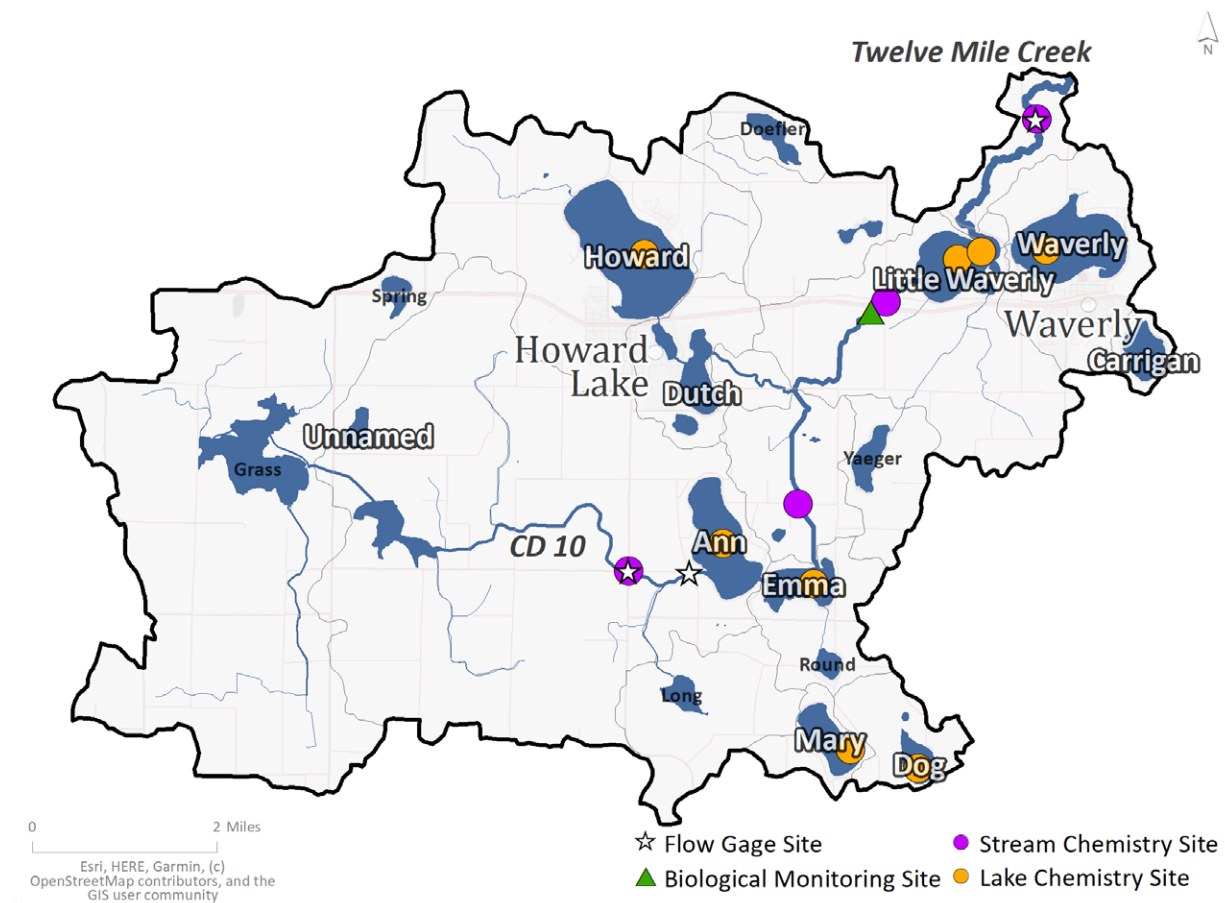 N
Twelve Mile Creek
Doefler
Howard
Waverly
Little Waverly
Spring
Waverly
Howard
Lake
Carrigan
Dutch
Unnamed
Yaeger
Grass
CD 10
Ann
Emma
Round
Long
Mary
Dog
0 2 Miles
Esri, HERE, Garmin, (c)
OpenStreetMap contributors, and the
GIS user community
Flow Gage Site
Stream Chemistry Site
Biological Monitoring Site
Lake Chemistry Site